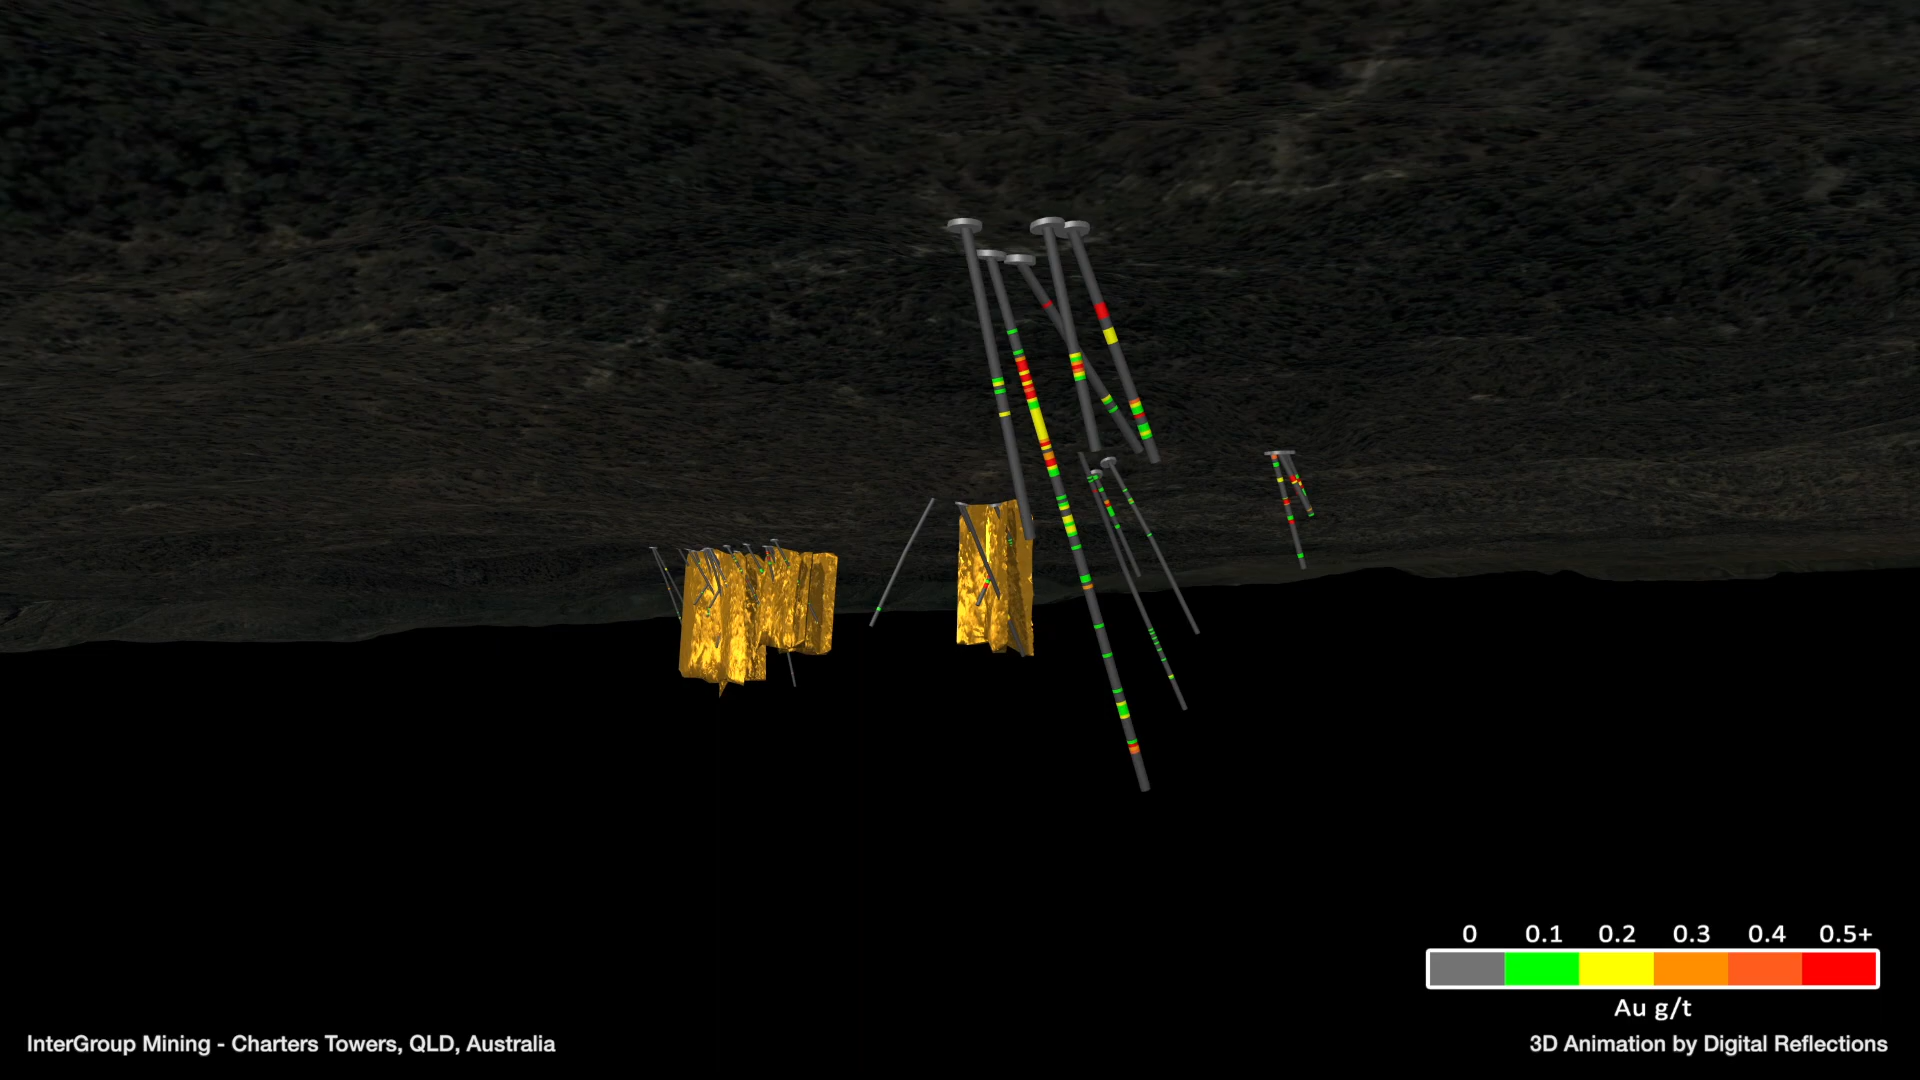 0 0.1 0.2 0.3 0.4 0.5+
Au g/t
InterGroup Mining - Charters Towers, QLD, Australia
3D Animation by Digital Reflections